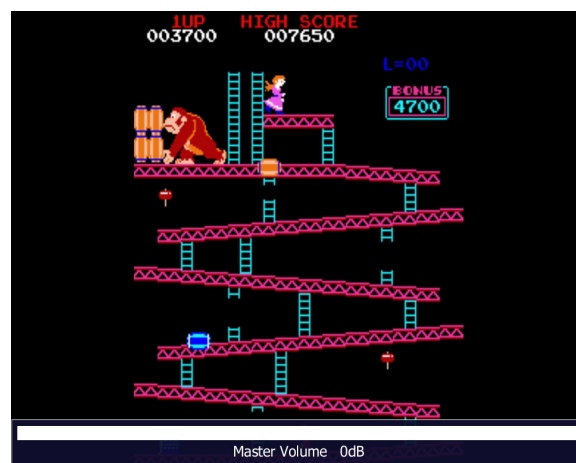 1UP HIGH SCORE
003700 007650
L=00
BONUS
4700
Master Volume 0dB